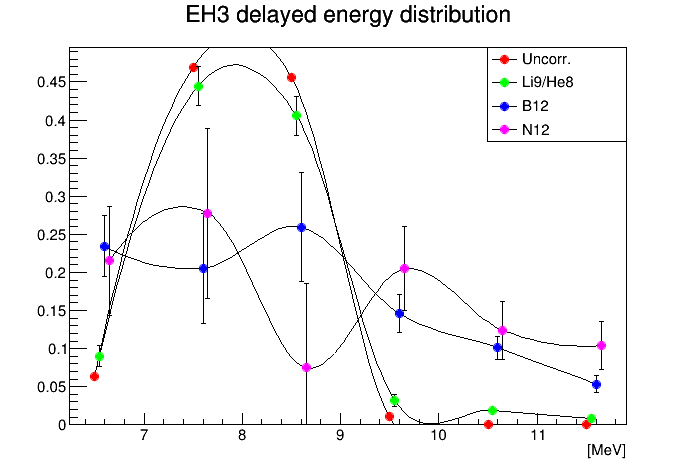 EH3 delayed energy distribution
Uncorr.
Li9/He8
B12
N12
0.45
0.4
0.35
0.3
0.25
0.2
0.15
0.1
0.05
0
7 8 9 10 11
[MeV]